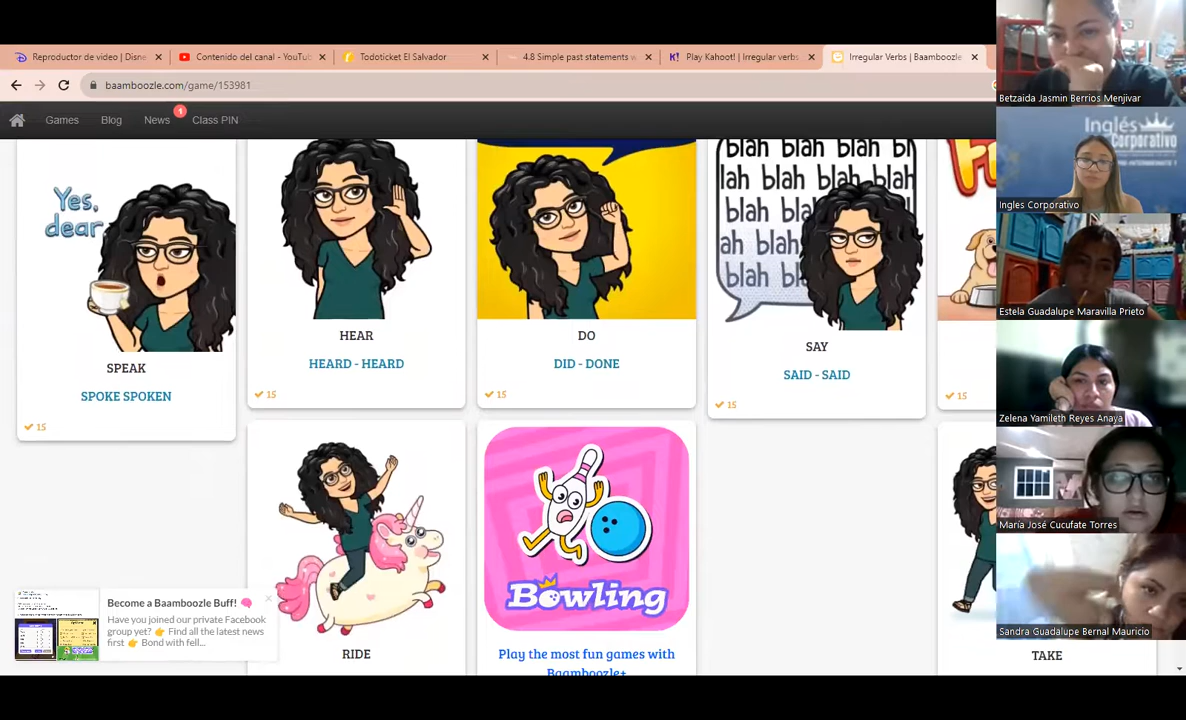 Reproductor de video | Disne
Contenido del canal - YouTu
Todoticket El Salvador
4.8 Simple past statements w
Play Kahoot! | Irregular verbs
Irregular Verbs | Baamboozle
baamboozle.com/game/153981
Games
Blog
News
1
Class PIN
Yes,
dear
SPEAK
SPOKE SPOKEN
15
HEAR
HEARD - HEARD
15
DO
DID - DONE
15
blah blah blah bl
lah blah blah blah
blah
ah blah
blah b
SAY
SAID - SAID
15
15
RIDE
Bowling
Play the most fun games with
Baamboozle+
TAKE
Become a Baamboozle Buff! 
Have you joined our private Facebook
group yet? 👉 Find all the latest news
first 👉 Bond with fell...
Betzaida Jasmin Berrios Menjivar
Inglés
Corporativo
Ingles Corporativo
Estela Guadalupe Maravilla Prieto
Zelena Yamileth Reyes Anaya
María José Cucufate Torres
Sandra Guadalupe Bernal Mauricio